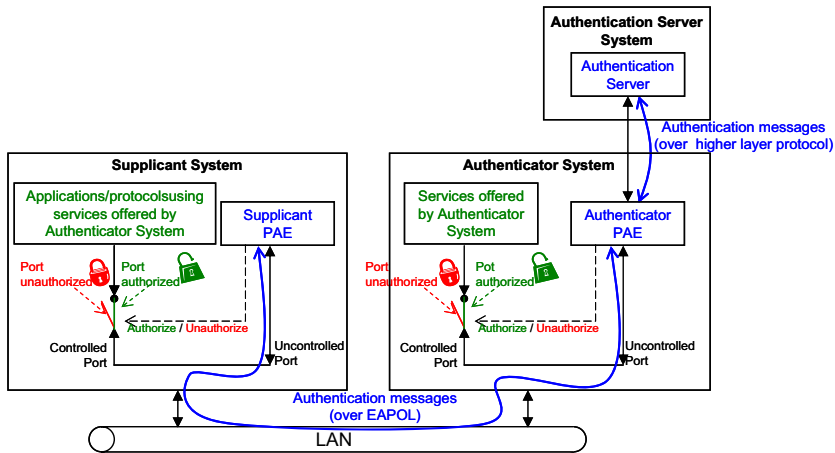 Authentication Server
System
Authentication
Server
Authentication messages
(over higher layer protocol)
Supplicant System
Applications/protocolsusing
services offered by
Authenticator System
Supplicant
PAE
Port
unauthorized
Port
authorized
Authorize / Unauthorize
Controlled
Port
Uncontrolled
Port
Authenticator System
Services offered
by Authenticator
System
Authenticator
PAE
Port
unauthorized
Pot
authorized
Authorize / Unauthorize
Controlled
Port
Uncontrolled
Port
Authentication messages
(over EAPOL)
LAN